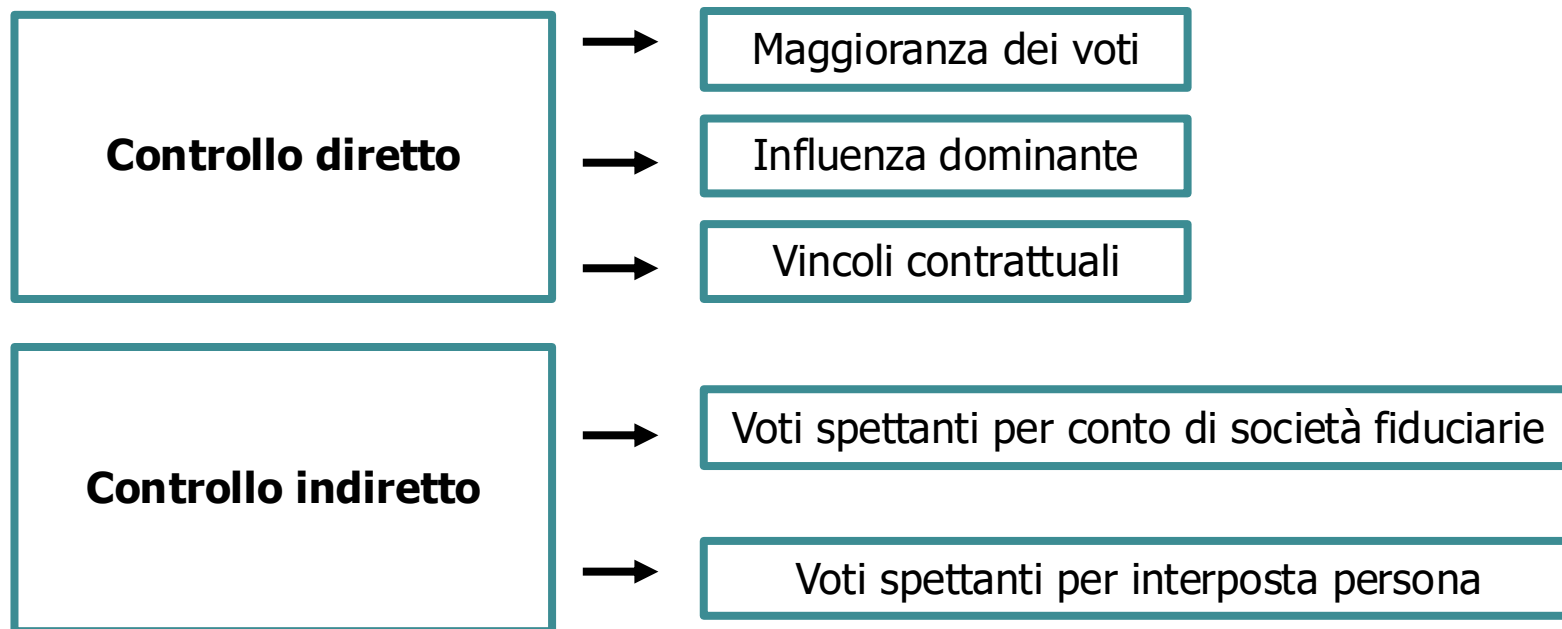 Controllo diretto
Maggioranza dei voti
Influenza dominante
Vincoli contrattuali
Controllo indiretto
Voti spettanti per conto di società fiduciarie
Voti spettanti per interposta persona